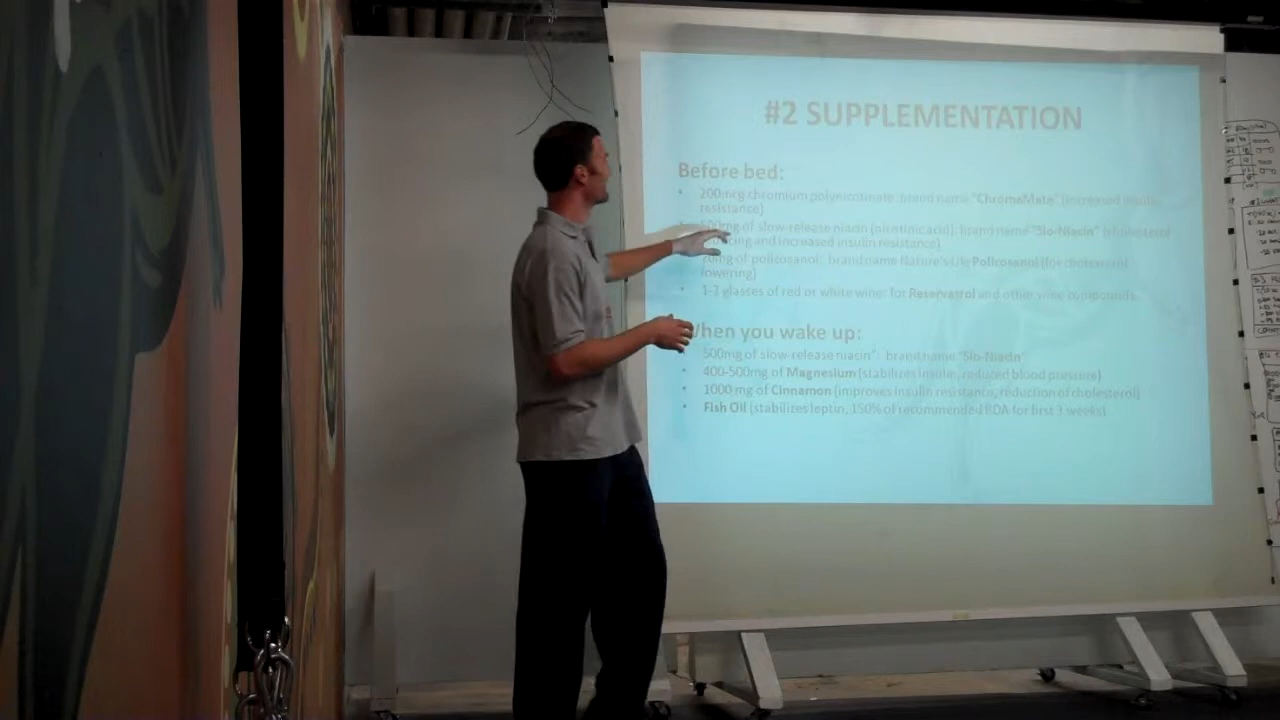 #2 SUPPLEMENTATION
Before bed:
• 200mcg chromium polynicotinate: brand name "ChromeMate" (increased insulin
resistance)
500mg of slow-release niacin (nicotinic acid): brand name "Slo-Niacin" (cholesterol
and increased insulin resistance)
of policosanol: brand name Nature's Life Policosanol (for cholesterol
lowering)
• 1-2 glasses of red or white wine: for Reservatrol and other wine compounds
When you wake up:
500mg of slow-release niacin": brand name "Slo-Niacin"
• 400-500mg of Magnesium (stabilizes insulin, reduced blood pressure)
• 1000 mg of Cinnamon (improves insulin resistance, reduction of cholesterol)
• Fish Oil (stabilizes leptin, 150% of recommended RDA for first 3 weeks)